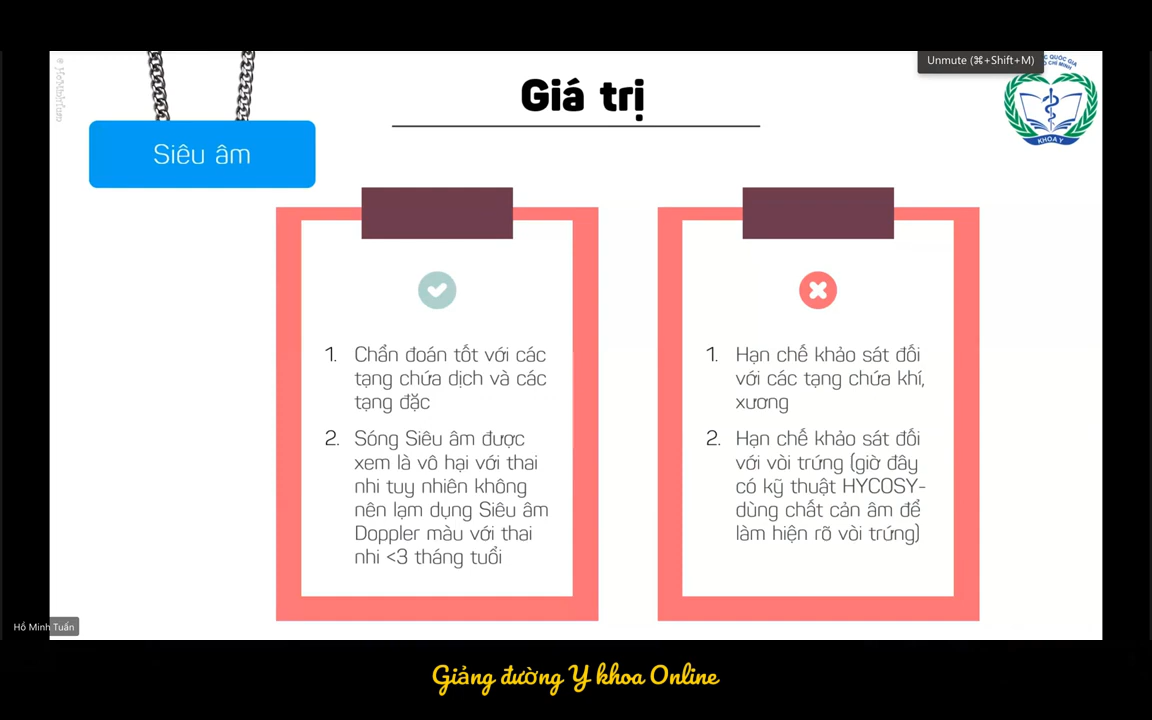 Unmute (⌘+Shift+M)
Giá trị
Siêu âm
KHOA Y
1. Chẩn đoán tốt với các
tạng chứa dịch và các
tạng đặc
2. Sóng Siêu âm được
xem là vô hại với thai
nhi tuy nhiên không
nên lạm dụng Siêu âm
Doppler màu với thai
nhi <3 tháng tuổi
1. Hạn chế khảo sát đối
với các tạng chứa khí,
xương
2. Hạn chế khảo sát đối
với vòi trứng (giờ đây
có kỹ thuật HYCOSY-
dùng chất cản âm để
làm hiện rõ vòi trứng)
Hồ Minh Tuấn
Giảng đường Y khoa Online